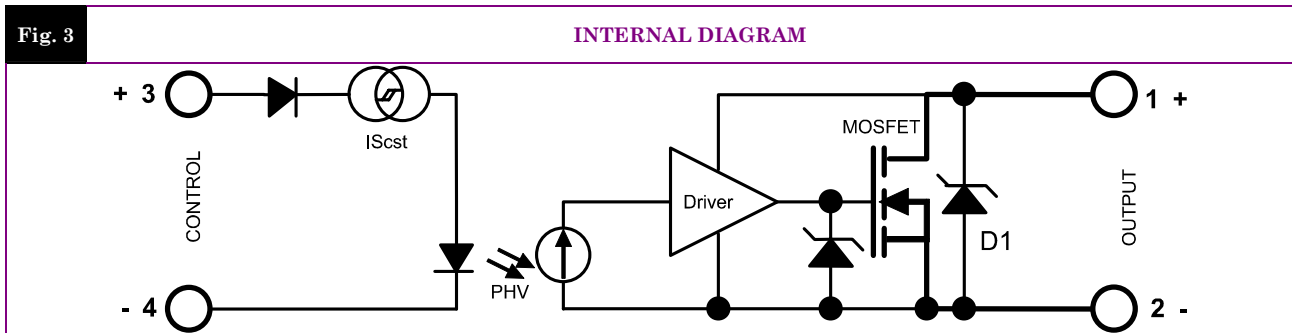 Fig. 3
INTERNAL DIAGRAM
+ 3
IScst
CONTROL
- 4
PHV
Driver
MOSFET
D1
1 +
OUTPUT
2 -